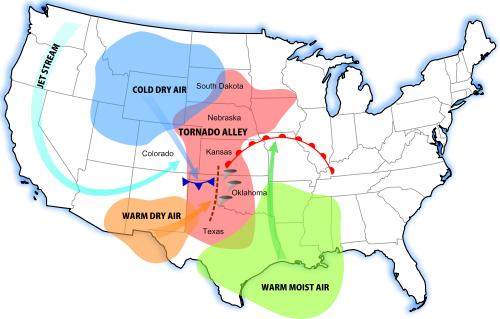 JET STREAM
COLD DRY AIR
South Dakota
Nebraska
TORNADO ALLEY
Colorado
Kansas
Oklahoma
WARM DRY AIR
Texas
WARM MOIST AIR